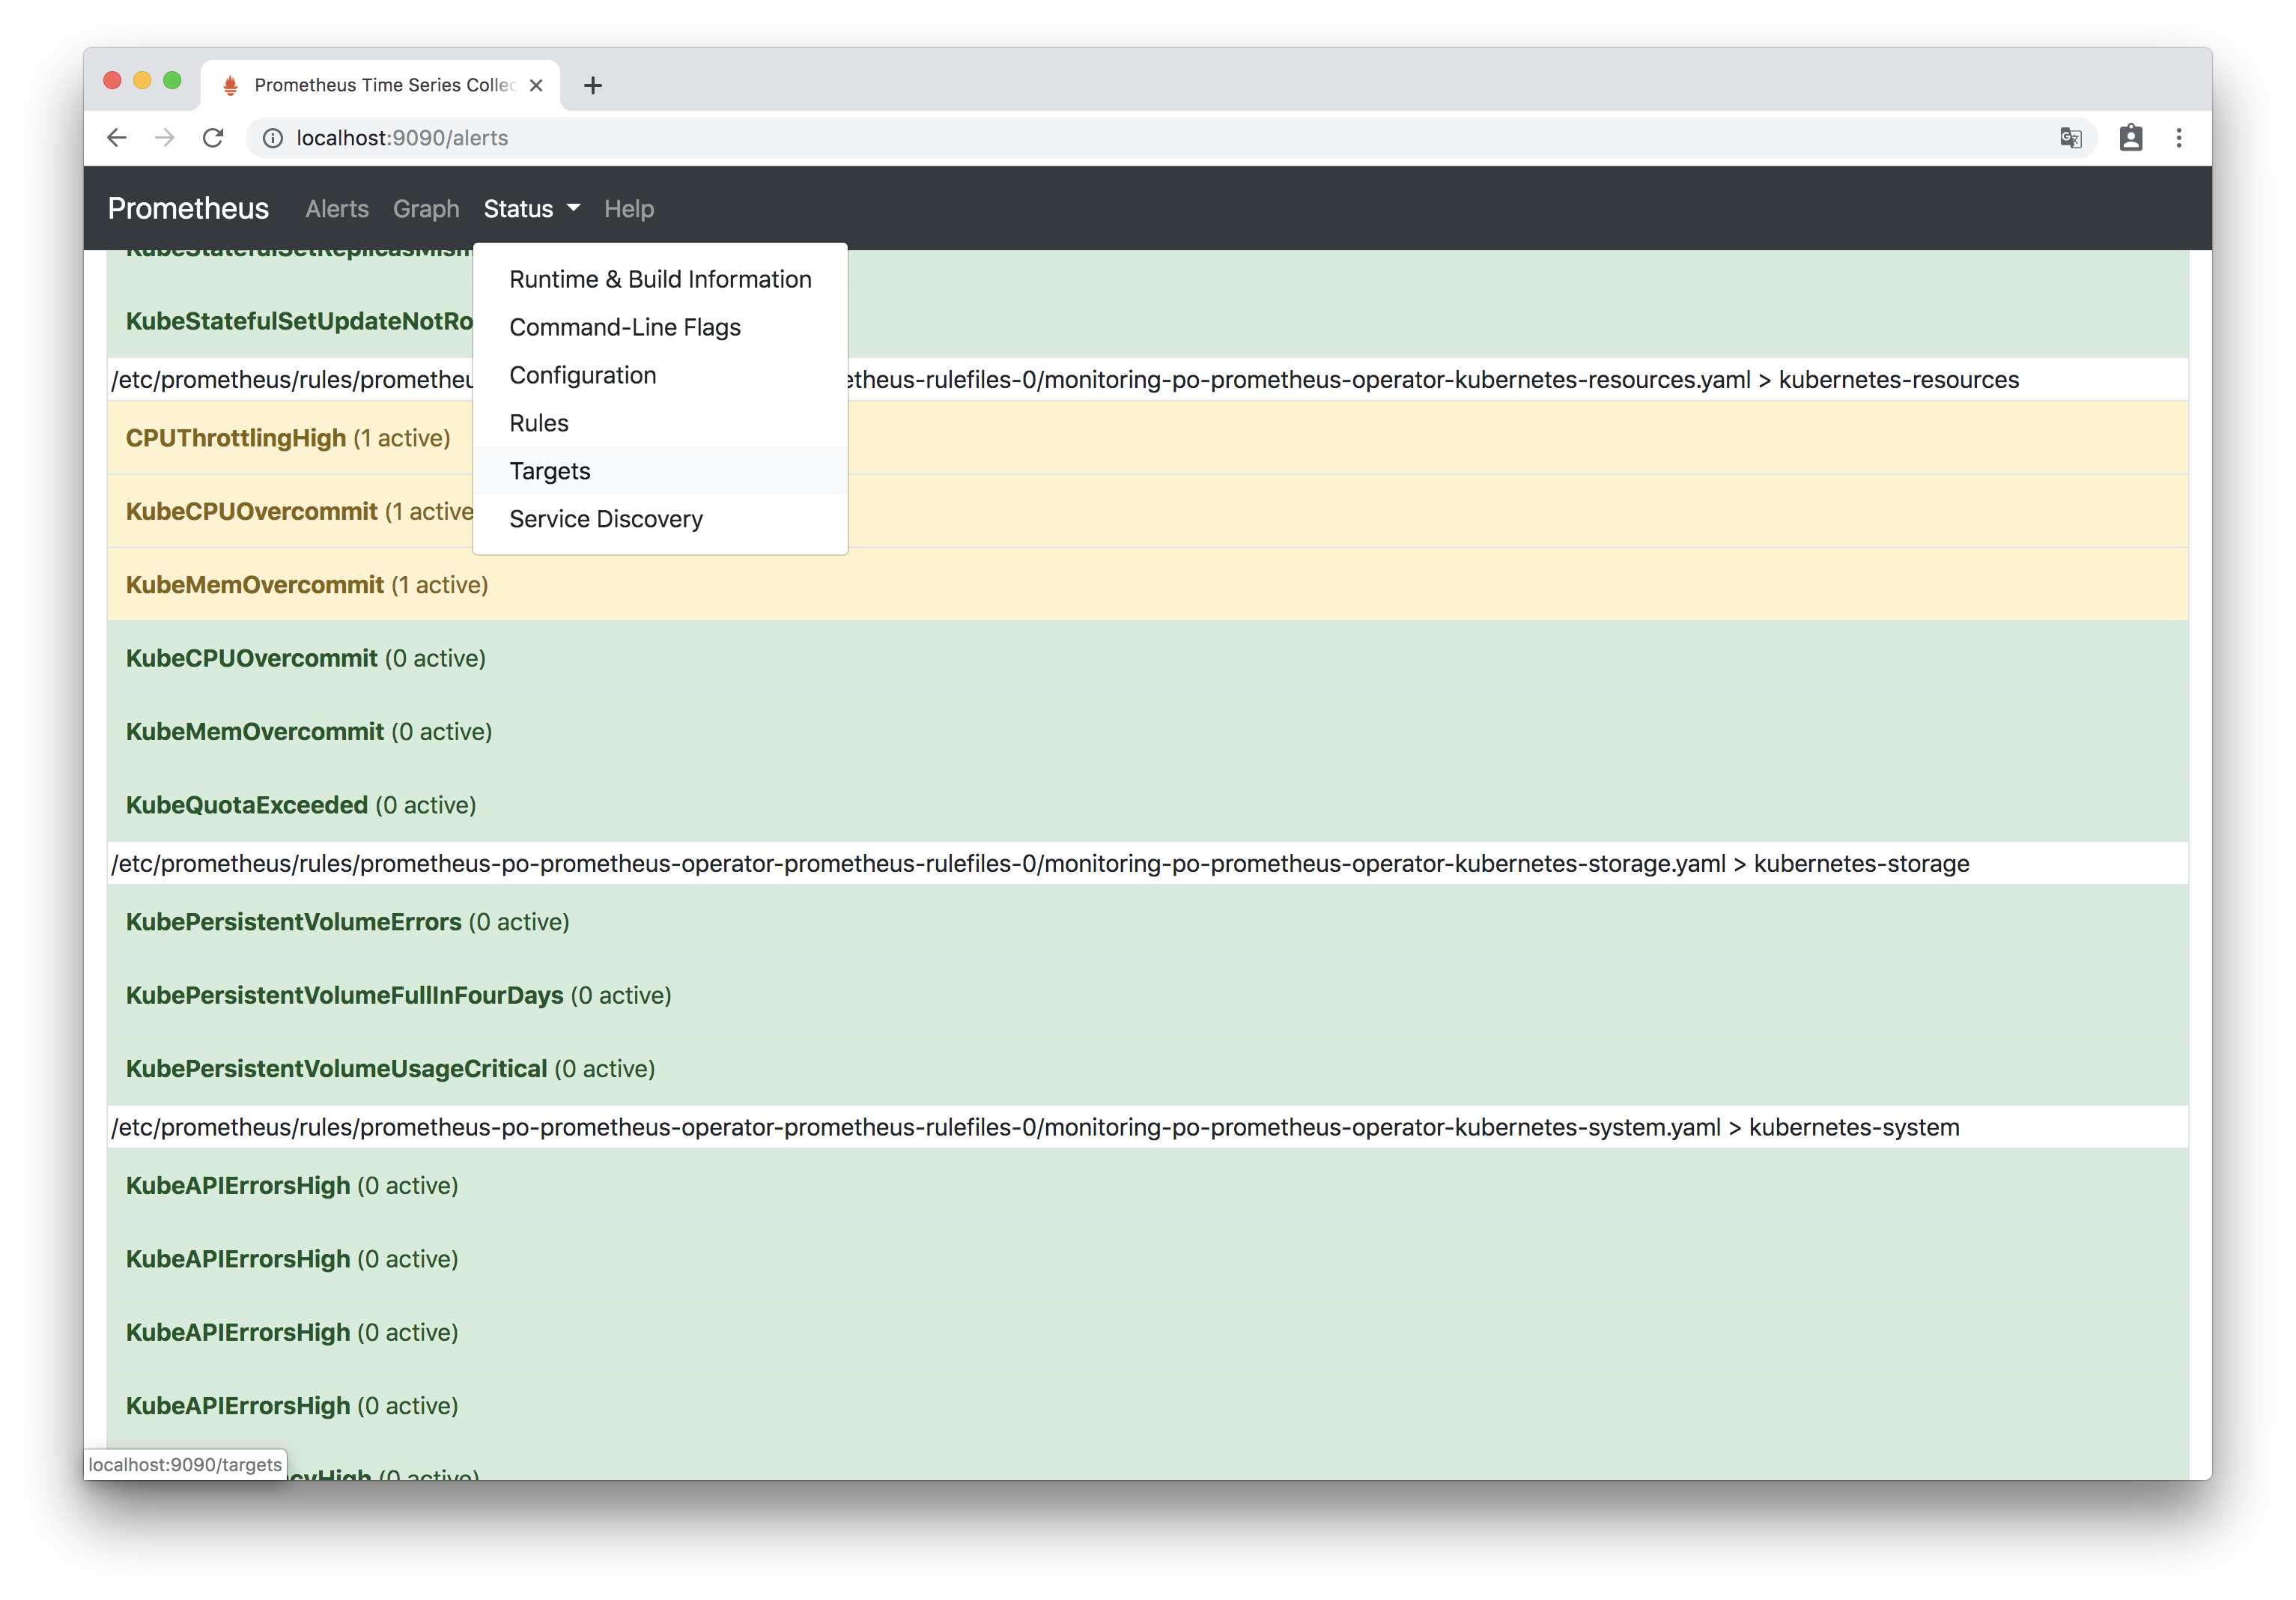 Prometheus Time Series Collec
localhost:9090/alerts
Prometheus Alerts Graph Status Help
Runtime & Build Information
KubeStatefulSetUpdateNotRo
Command-Line Flags
Configuration
/etc/prometheus/rules/prometheu etheus-rulefiles-0/monitoring-po-prometheus-operator-kubernetes-resources.yaml > kubernetes-resources
Rules
CPUThrottlingHigh (1 active)
Targets
KubeCPUOvercommit (1 active
Service Discovery
KubeMemOvercommit (1 active)
KubeCPUOvercommit (0 active)
KubeMemOvercommit (0 active)
KubeQuotaExceeded (0 active)
/etc/prometheus/rules/prometheus-po-prometheus-operator-prometheus-rulefiles-0/monitoring-po-prometheus-operator-kubernetes-storage.yaml > kubernetes-storage
KubePersistentVolumeErrors (0 active)
KubePersistentVolumeFullInFourDays (0 active)
KubePersistentVolumeUsageCritical (0 active)
/etc/prometheus/rules/prometheus-po-prometheus-operator-prometheus-rulefiles-0/monitoring-po-prometheus-operator-kubernetes-system.yaml > kubernetes-system
KubeAPIErrorsHigh (0 active)
KubeAPIErrorsHigh (0 active)
KubeAPIErrorsHigh (0 active)
KubeAPIErrorsHigh (0 active)
localhost:9090/targets
cyHigh (0 active)